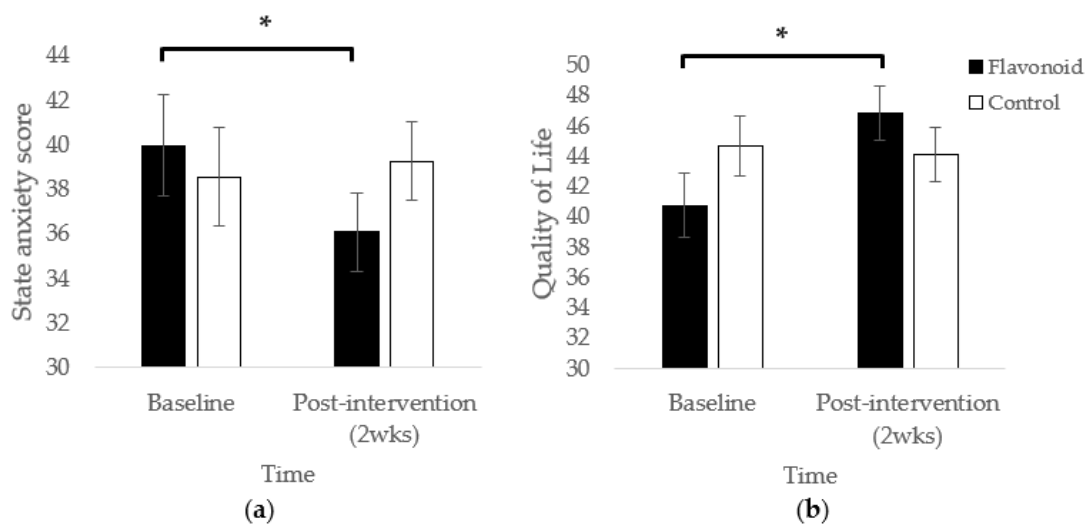 *
44
42
40
38
36
34
32
30
State anxiety score
Baseline
Post-intervention
(2wks)
Time
(a)
*
50
48
46
44
42
40
38
36
34
32
30
Quality of Life
Flavonoid
Control
Baseline
Post-intervention
(2wks)
Time
(b)